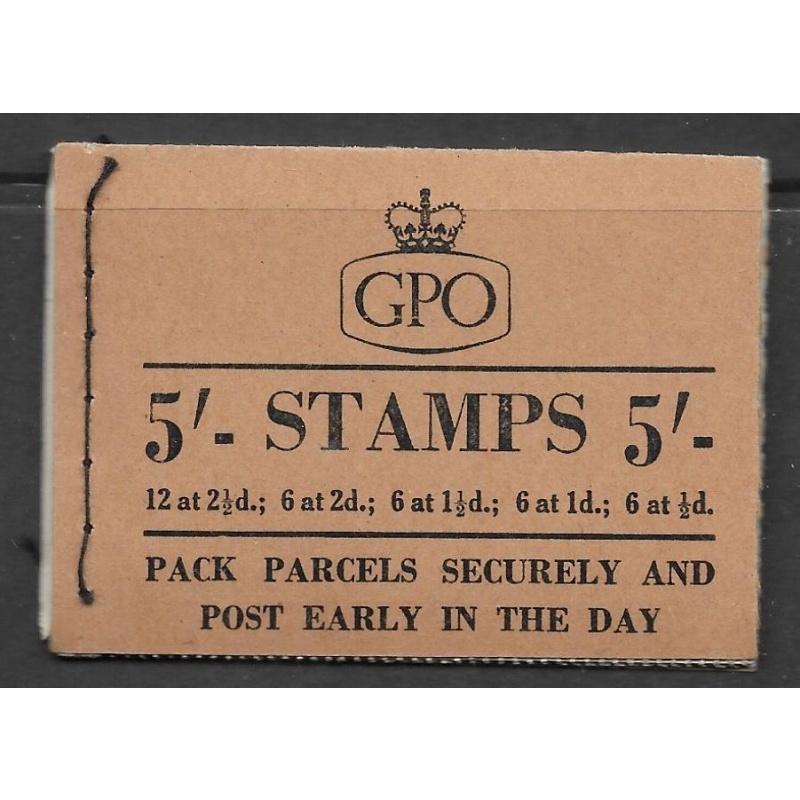 GPO
5/- STAMPS 5/-
12 at 2½d.; 6 at 2d.; 6 at 1½d.; 6 at 1d.; 6 at ½d.
PACK PARCELS SECURELY AND
POST EARLY IN THE DAY